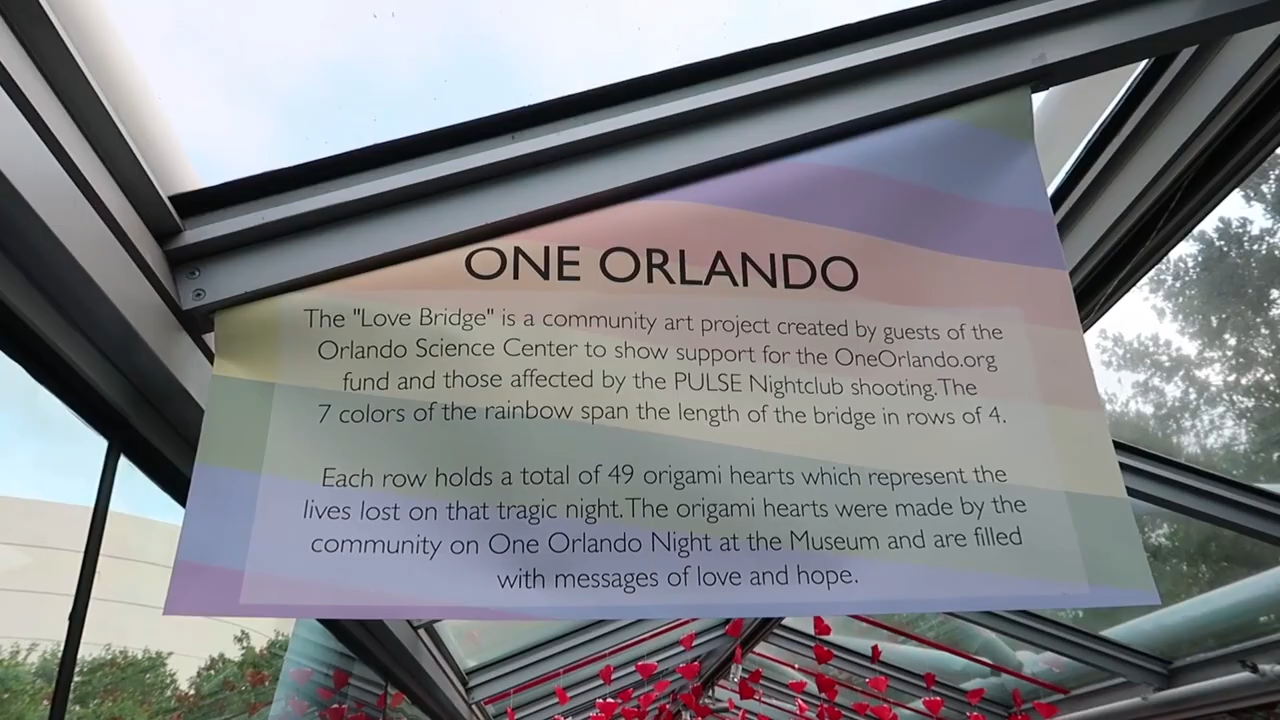 ONE ORLANDO
The "Love Bridge" is a community art project created by guests of the
Orlando Science Center to show support for the OneOrlando.org
fund and those affected by the PULSE Nightclub shooting. The
7 colors of the rainbow span the length of the bridge in rows of 4.
Each row holds a total of 49 origami hearts which represent the
lives lost on that tragic night. The origami hearts were made by the
community on One Orlando Night at the Museum and are filled
with messages of love and hope.